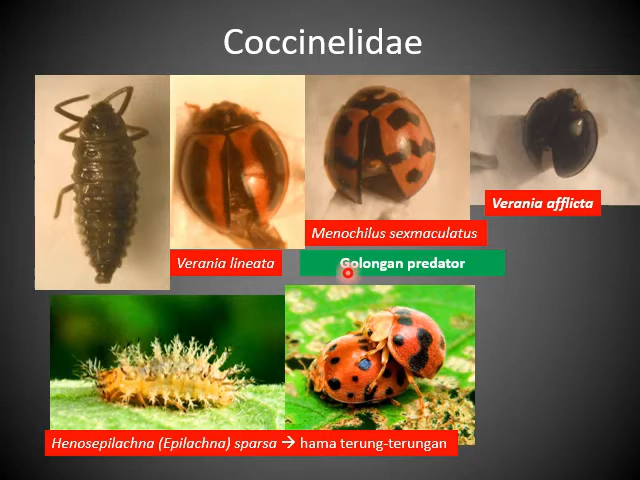 Coccinelidae
Verania afflicta
Menochilus sexmaculatus
Verania lineata
Golongan predator
Henosepilachna (Epilachna) sparsa → hama terung-terungan